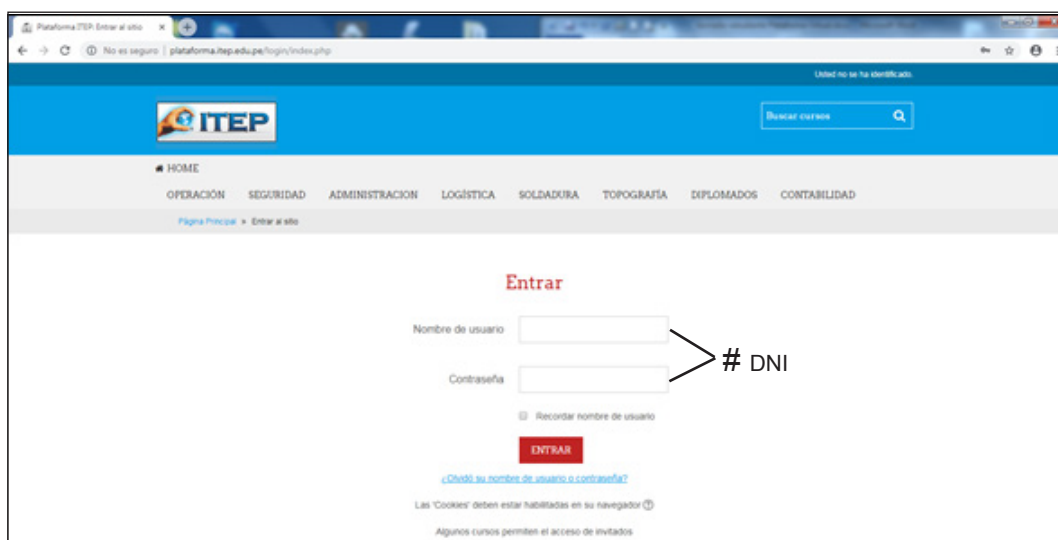 Plataforma ITEP: Entrar al sitio
No es seguro | plataforma.itep.edu.pe/login/index.php
Usted no se ha identificado.
ITEP
Buscar cursos
HOME
OPERACIÓN SEGURIDAD ADMINISTRACION LOGÍSTICA SOLDADURA TOPOGRAFÍA DIPLOMADOS CONTABILIDAD
Página Principal » Entrar al sitio
Entrar
Nombre de usuario
# DNI
Contraseña
Recordar nombre de usuario
ENTRAR
¿Olvidó su nombre de usuario o contraseña?
Las 'Cookies' deben estar habilitadas en su navegador
Algunos cursos permiten el acceso de invitados